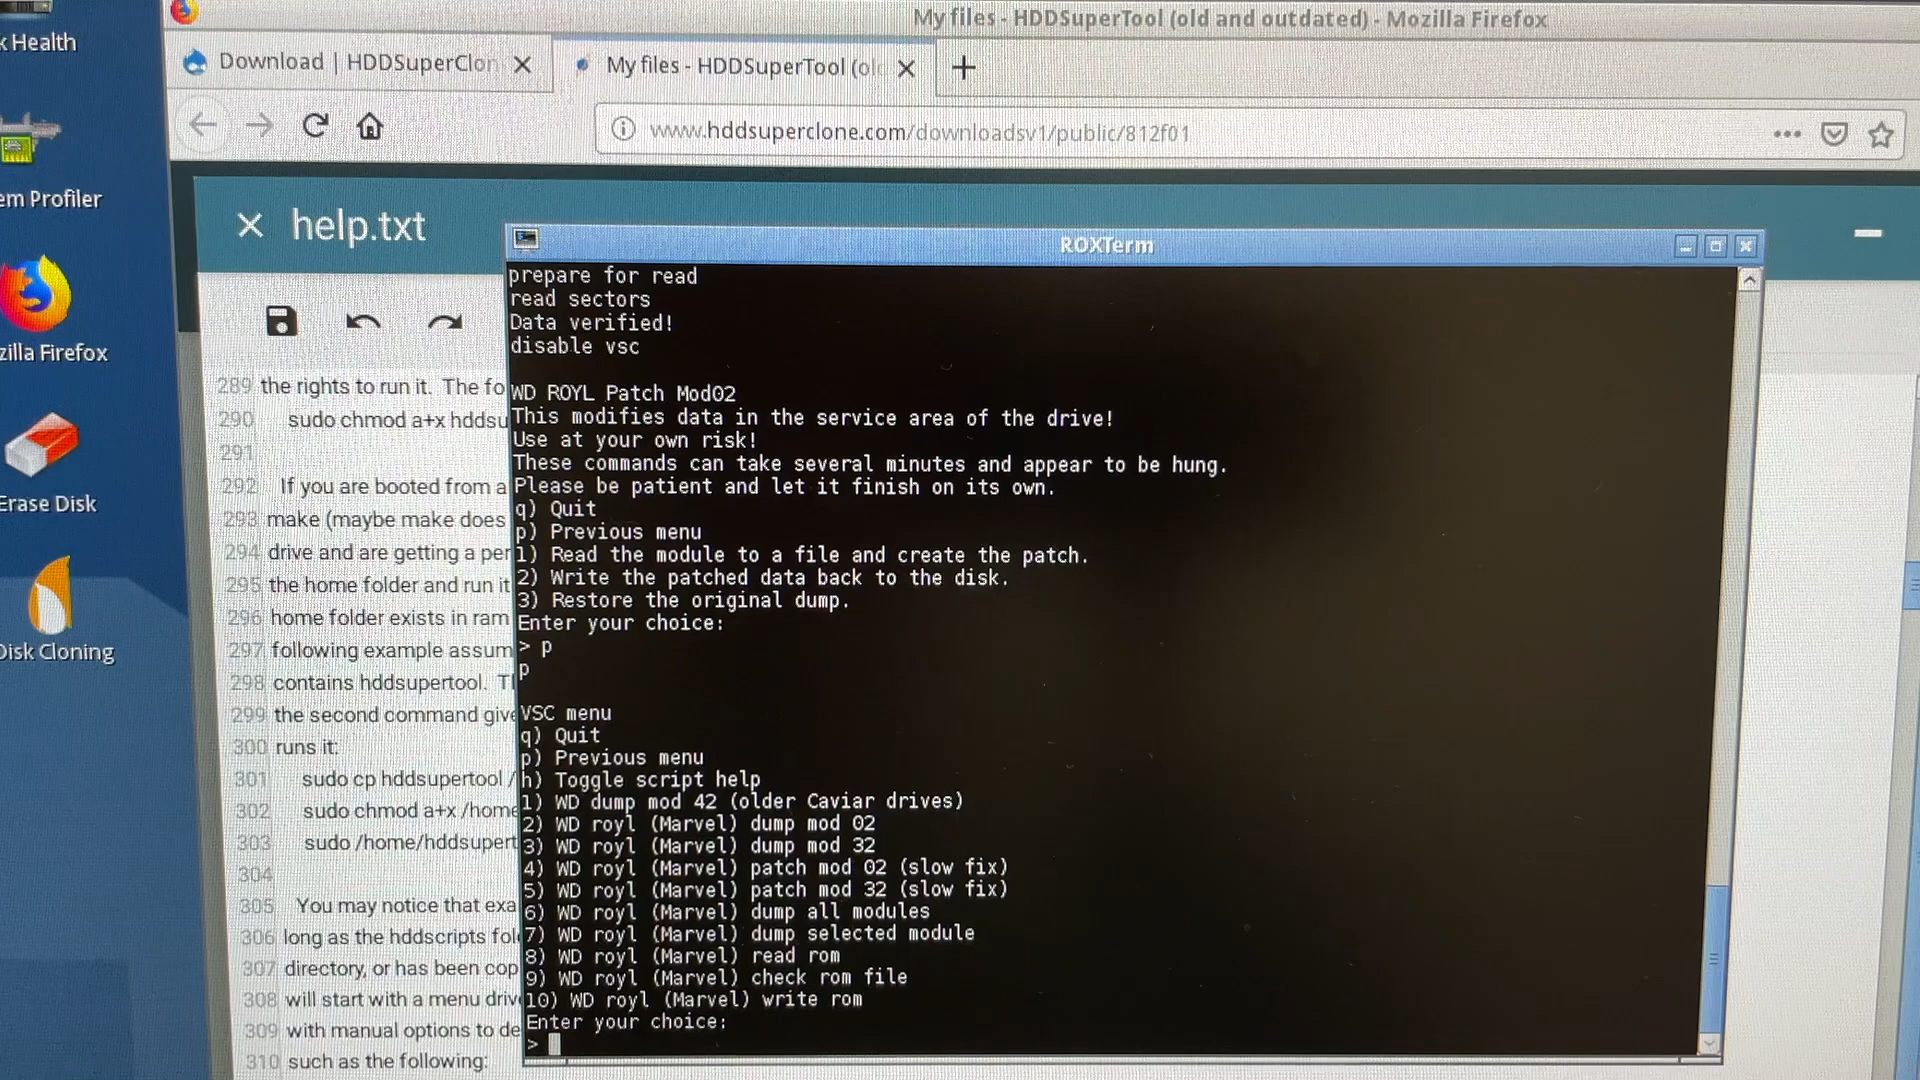 My files - HDDSuperTool (old and outdated) - Mozilla Firefox
Download | HDDSuperClon
My files - HDDSuperTool (ol
www.hddsuperclone.com/downloadsv1/public/812f01
k Health
em Profiler
zilla Firefox
Erase Disk
Disk Cloning
help.txt
289 the rights to run it. The fo
290 sudo chmod a+x hddsu
291
292 If you are booted from a
293 make (maybe make does
294 drive and are getting a per
295 the home folder and run it
296 home folder exists in ram
297 following example assum
298 contains hddsupertool. T
299 the second command give
300 runs it:
301 sudo cp hddsupertool /
302 sudo chmod a+x /home
303 sudo /home/hddsupert
304
305 You may notice that exa
306 long as the hddscripts fol
307 directory, or has been cop
308 will start with a menu driv
309 with manual options to de
310 such as the following:
ROXTerm
prepare for read
read sectors
Data verified!
disable vsc
WD ROYL Patch Mod02
This modifies data in the service area of the drive!
Use at your own risk!
These commands can take several minutes and appear to be hung.
Please be patient and let it finish on its own.
q) Quit
p) Previous menu
1) Read the module to a file and create the patch.
2) Write the patched data back to the disk.
3) Restore the original dump.
Enter your choice:
> p
p
VSC menu
q) Quit
p) Previous menu
h) Toggle script help
1) WD dump mod 42 (older Caviar drives)
2) WD royl (Marvel) dump mod 02
3) WD royl (Marvel) dump mod 32
4) WD royl (Marvel) patch mod 02 (slow fix)
5) WD royl (Marvel) patch mod 32 (slow fix)
6) WD royl (Marvel) dump all modules
7) WD royl (Marvel) dump selected module
8) WD royl (Marvel) read rom
9) WD royl (Marvel) check rom file
10) WD royl (Marvel) write rom
Enter your choice:
>